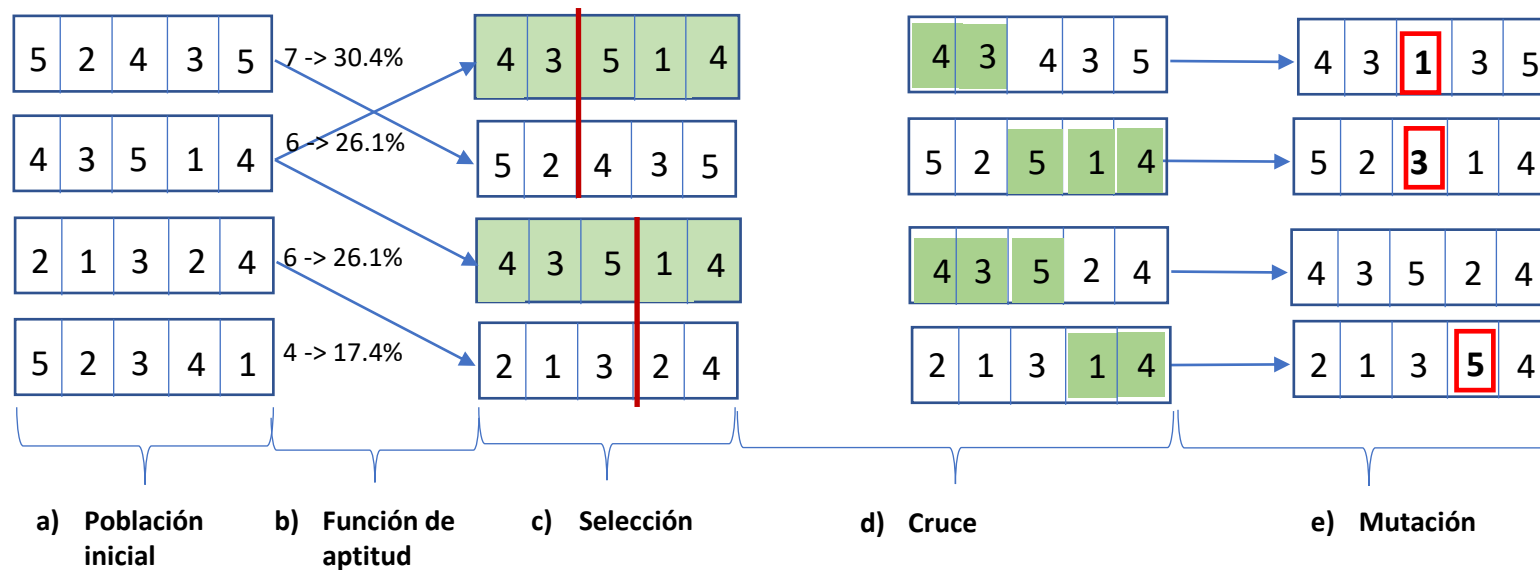 5 2 4 3 5
7 -> 30.4%
4 3 5 1 4
4 3 4 3 5
4 3 1 3 5
4 3 5 1 4
6 -> 26.1%
5 2 4 3 5
5 2 5 1 4
5 2 3 1 4
2 1 3 2 4
6 -> 26.1%
4 3 5 1 4
4 3 5 2 4
4 3 5 2 4
5 2 3 4 1
4 -> 17.4%
2 1 3 2 4
2 1 3 1 4
2 1 3 5 4
a) Población
inicial
b) Función de
aptitud
c) Selección
d) Cruce
e) Mutación